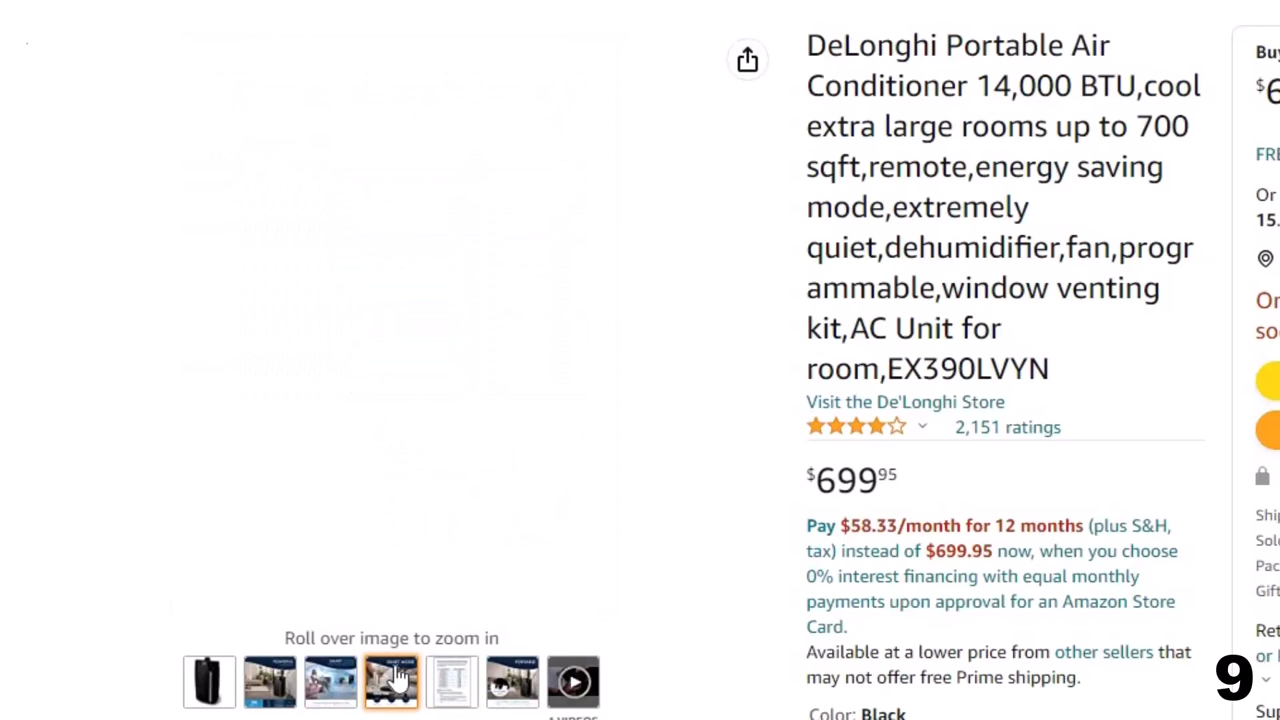 DeLonghi Portable Air
Conditioner 14,000 BTU,cool
extra large rooms up to 700
sqft,remote,energy saving
mode,extremely
quiet,dehumidifier,fan,progr
ammable,window venting
kit,AC Unit for
room,EX390LVYN
Visit the De'Longhi Store
2,151 ratings
$699.95
Pay $58.33/month for 12 months (plus S&H,
tax) instead of $699.95 now, when you choose
0% interest financing with equal monthly
payments upon approval for an Amazon Store
Card.
Available at a lower price from other sellers that
may not offer free Prime shipping.
Color: Black
Roll over image to zoom in
Or
15.
or
9